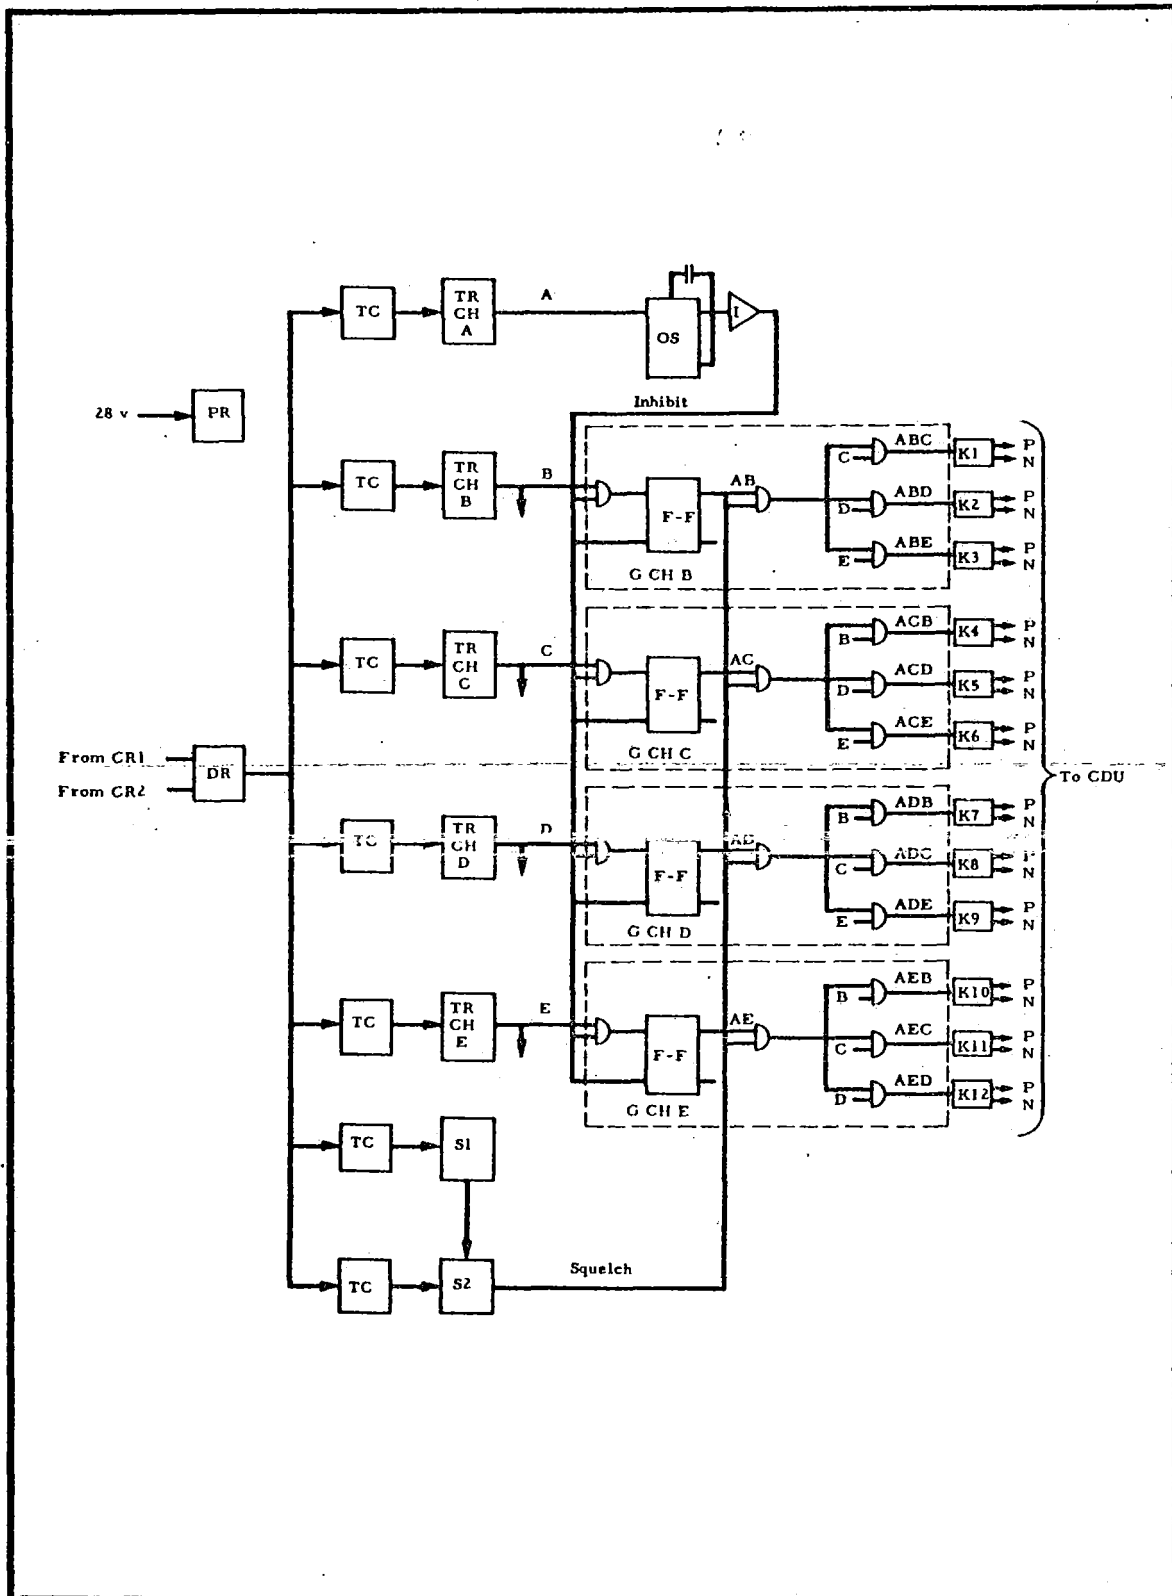 TC
TR
CH
A
A
OS
I
Inhibit
28 v
PR
TC
TR
CH
B
B
F-F
G CH B
AB
C
ABC
K1
P
N
D
ABD
K2
P
N
E
ABE
K3
P
N
TC
TR
CH
C
C
F-F
G CH C
AC
B
ACB
K4
P
N
D
ACD
K5
P
N
E
ACE
K6
P
N
From CR1
From CR2
DR
To CDU
TC
TR
CH
D
D
F-F
G CH D
AD
B
ADB
K7
P
N
C
ADC
K8
P
N
E
ADE
K9
P
N
TC
TR
CH
E
E
F-F
G CH E
AE
B
AEB
K10
P
N
C
AEC
K11
P
N
D
AED
K12
P
N
TC
S1
TC
S2
Squelch